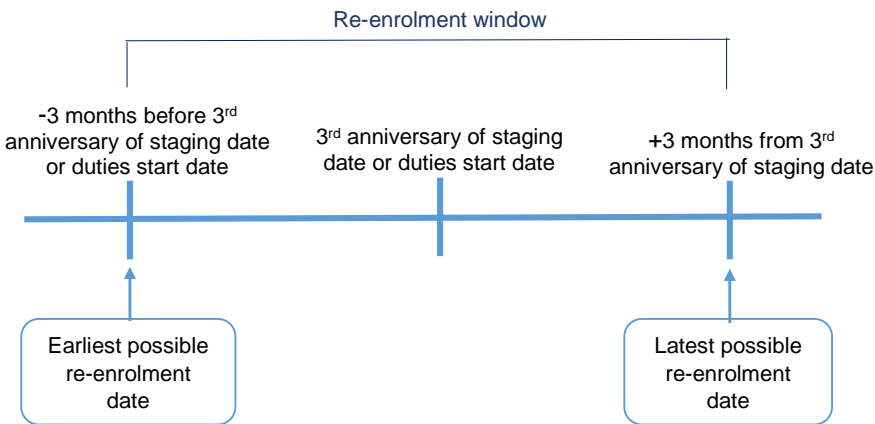 Re-enrolment window
-3 months before 3rd
anniversary of staging date
or duties start date
3rd anniversary of staging
date or duties start date
+3 months from 3rd
anniversary of staging date
Earliest possible
re-enrolment
date
Latest possible
re-enrolment
date